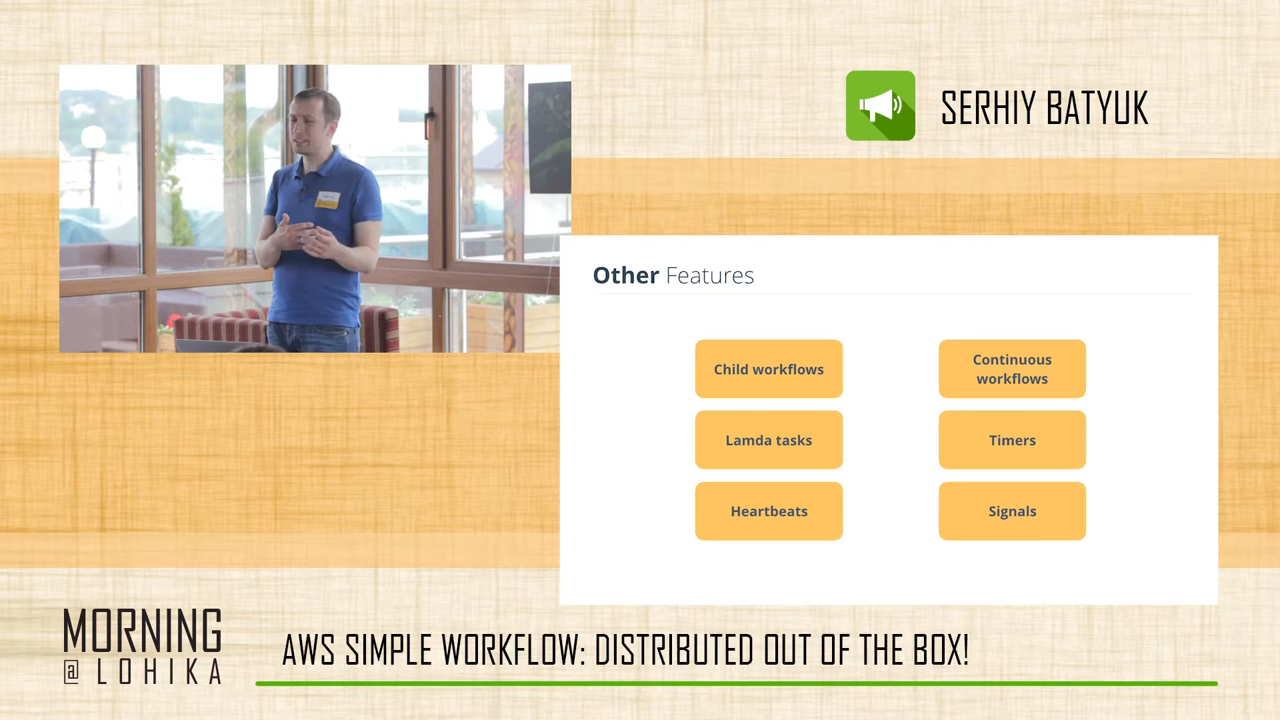 SERHIY BATYUK
Other Features
Child workflows
Continuous
workflows
Lamda tasks
Timers
Heartbeats
Signals
MORNING
@ LOHIKA
AWS SIMPLE WORKFLOW: DISTRIBUTED OUT OF THE BOX!